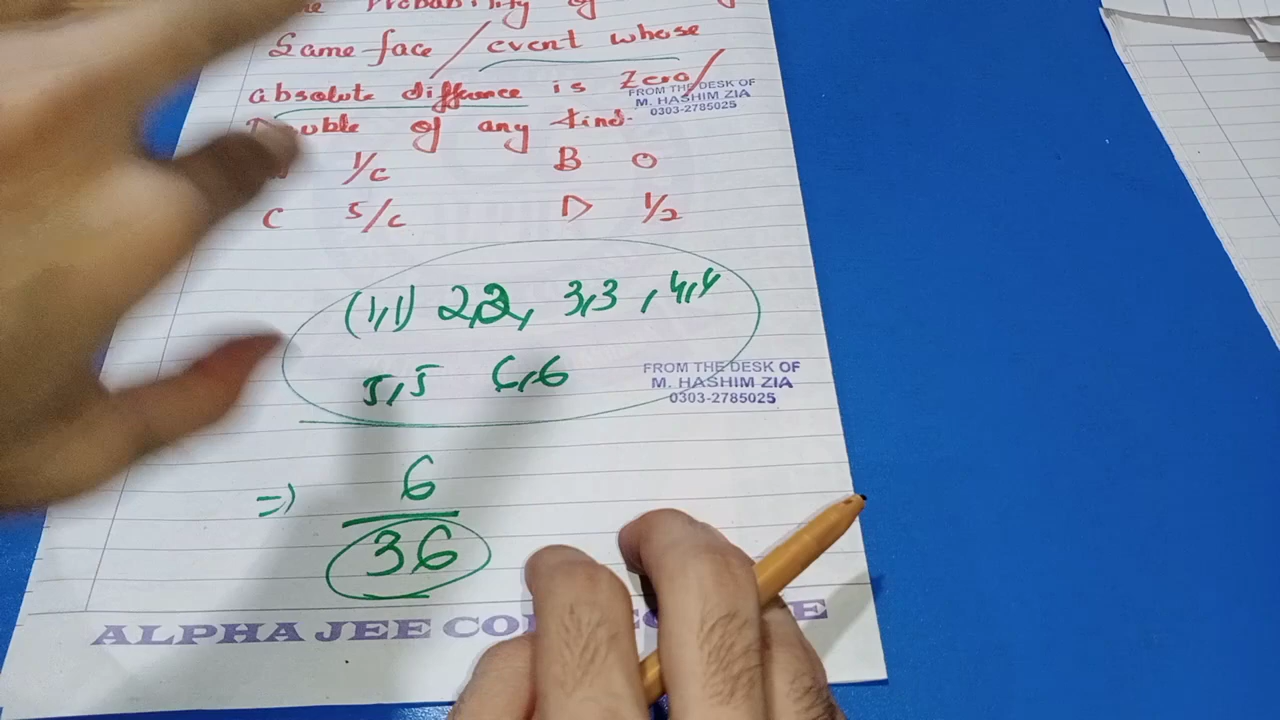 Probability of
Same face / event whose
absolute difference is Zero/
FROM THE DESK OF
M. HASHIM ZIA
0303-2785025
of any kind.
1/6 B 0
C 5/6 D 1/2
(1,1) 2,2, 3,3 , 4,4
5,5 6,6
FROM THE DESK OF
M. HASHIM ZIA
0303-2785025
=) 6
36
ALPHA JEE